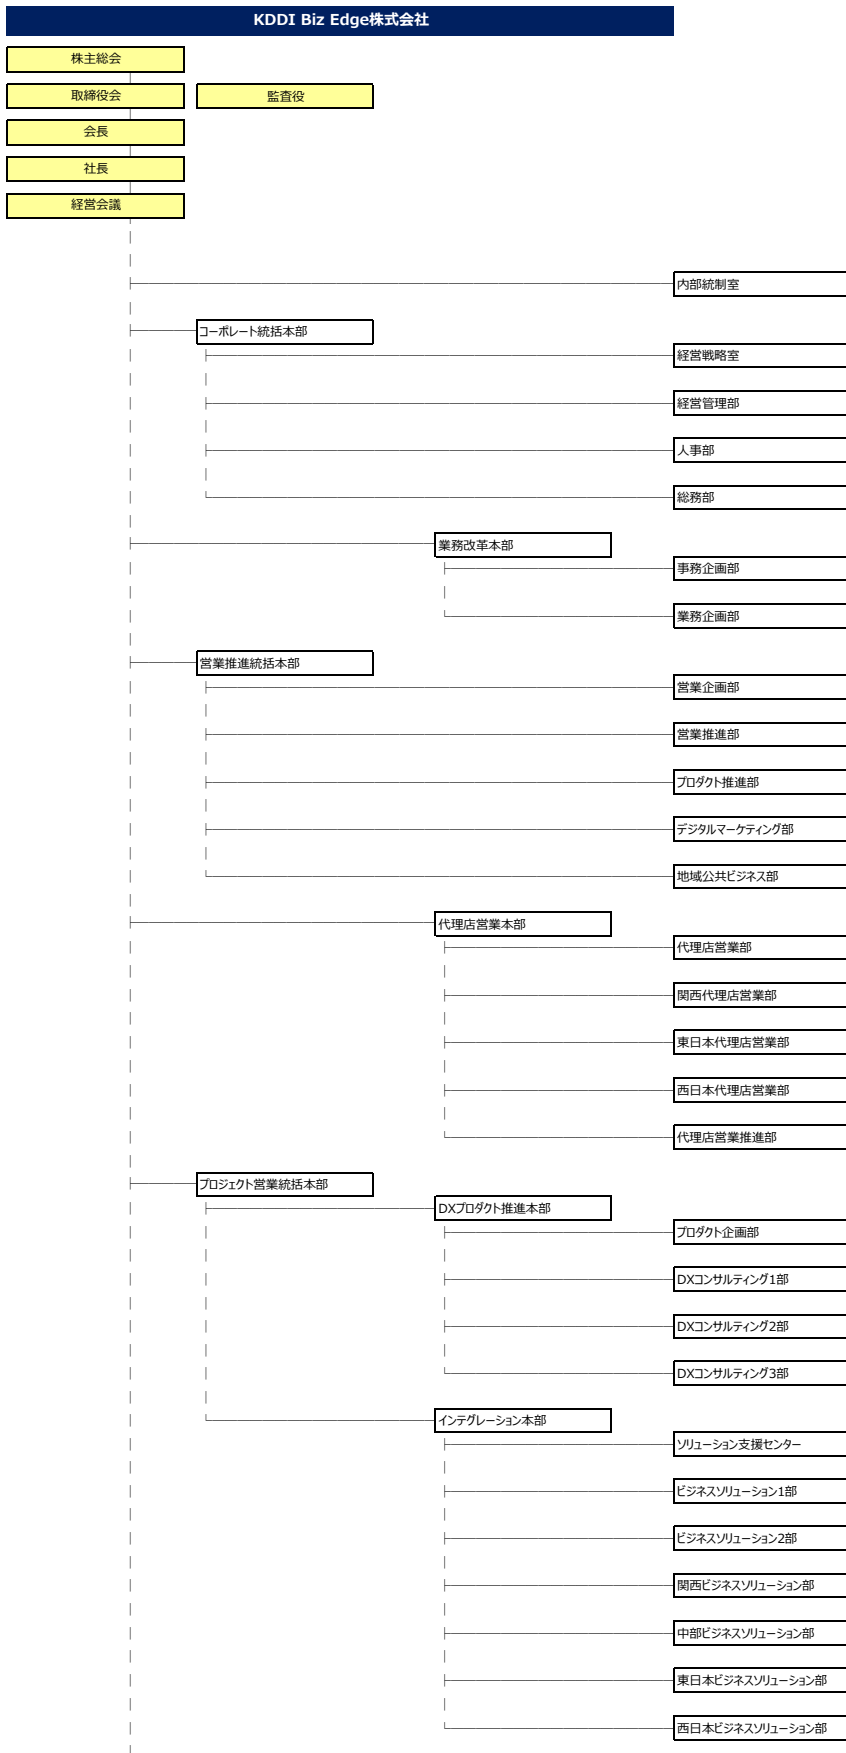 KDDI Biz Edge株式会社
株主総会
取締役会
監査役
会長
社長
経営会議
内部統制室
コーポレート統括本部
経営戦略室
経営管理部
人事部
総務部
業務改革本部
事務企画部
業務企画部
営業推進統括本部
営業企画部
営業推進部
プロダクト推進部
デジタルマーケティング部
地域公共ビジネス部
代理店営業本部
代理店営業部
関西代理店営業部
東日本代理店営業部
西日本代理店営業部
代理店営業推進部
プロジェクト営業統括本部
DXプロダクト推進本部
プロダクト企画部
DXコンサルティング1部
DXコンサルティング2部
DXコンサルティング3部
インテグレーション本部
ソリューション支援センター
ビジネスソリューション1部
ビジネスソリューション2部
関西ビジネスソリューション部
中部ビジネスソリューション部
東日本ビジネスソリューション部
西日本ビジネスソリューション部